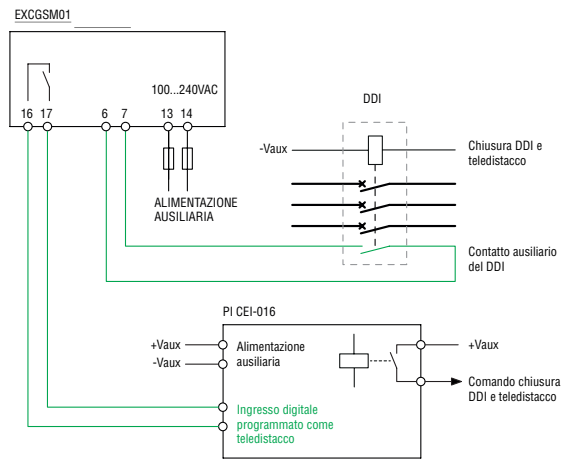 EXCGSM01
100...240VAC
16 17 6 7 13 14
ALIMENTAZIONE
AUSILIARIA
DDI
-Vaux
Chiusura DDI e
teledistacco
Contatto ausiliario
del DDI
PI CEI-016
+Vaux
-Vaux
Alimentazione
ausiliaria
Ingresso digitale
programmato come
teledistacco
+Vaux
Comando chiusura
DDI e teledistacco